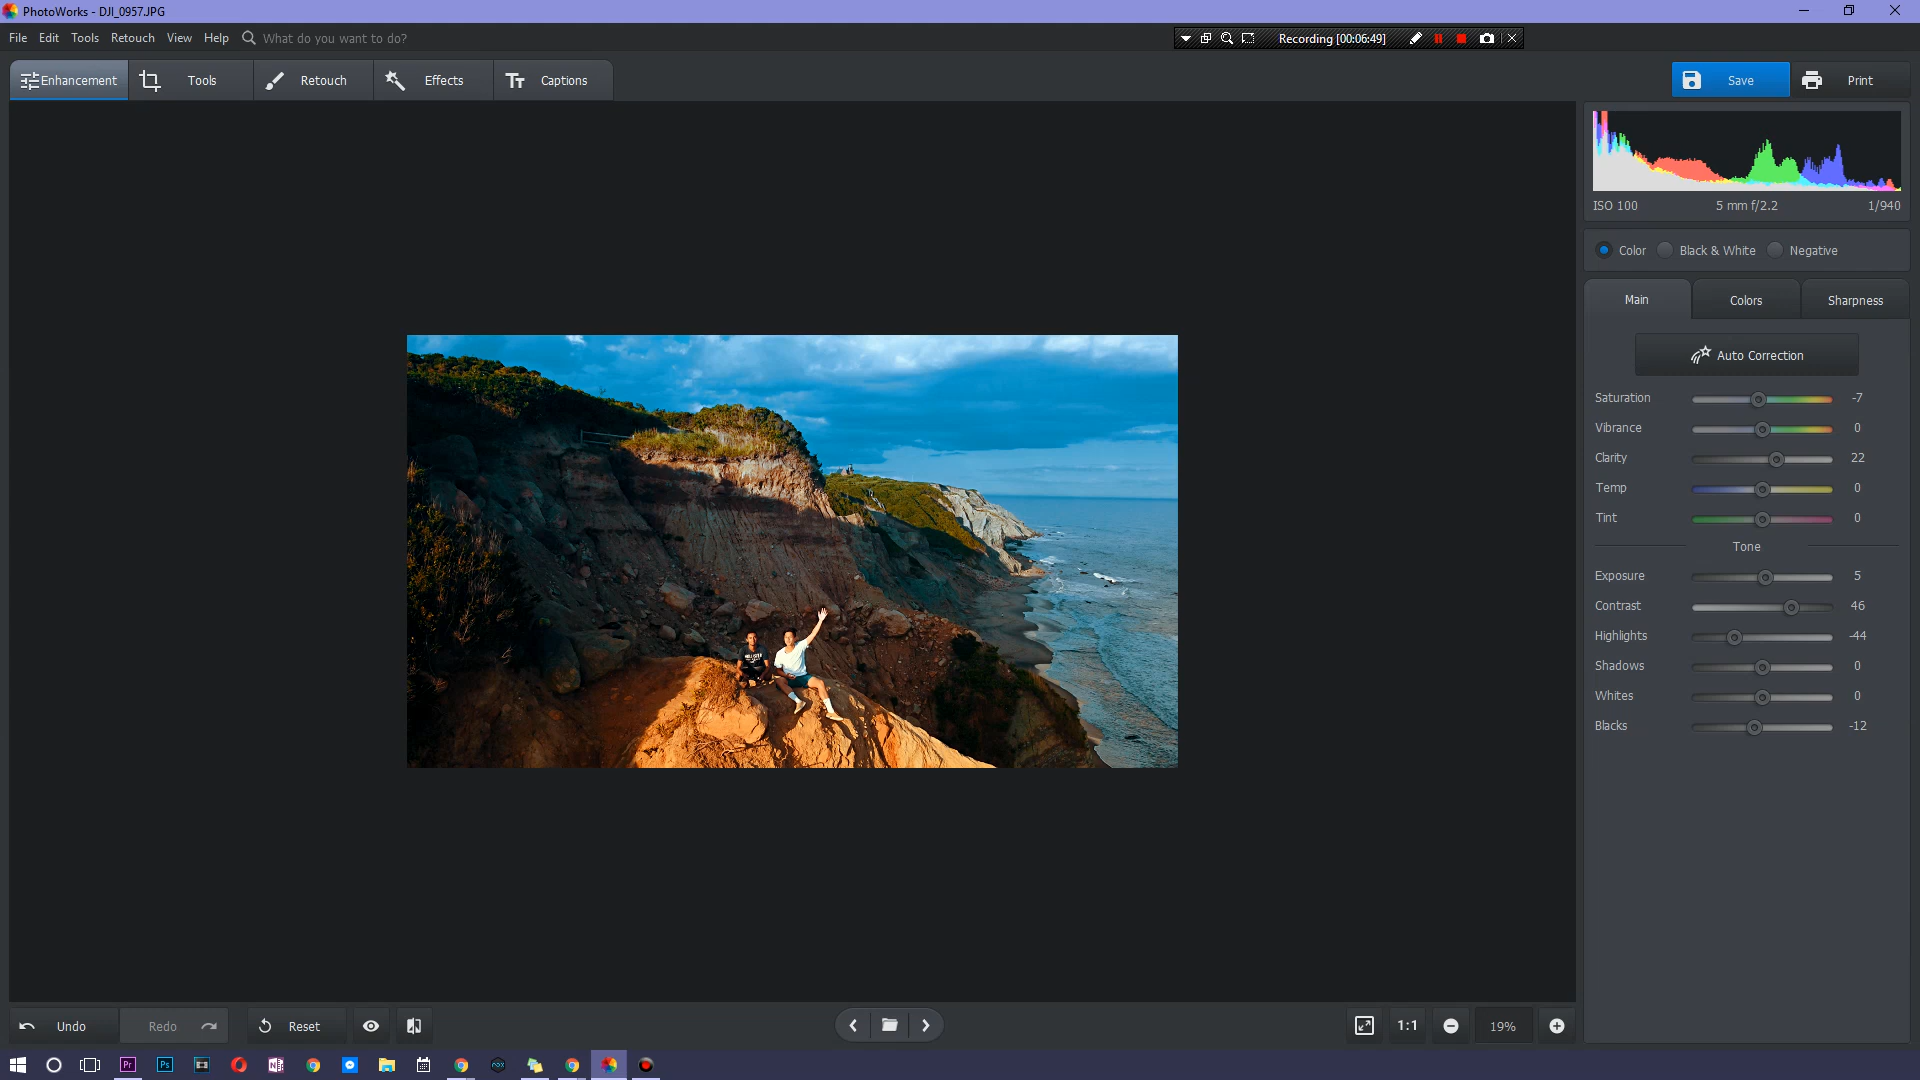 PhotoWorks - DJI_0957.JPG
File Edit Tools Retouch View Help What do you want to do?
Recording [00:06:49]
Enhancement Tools Retouch Effects Captions
Save Print
ISO 100 5 mm f/2.2 1/940
Color Black & White Negative
Main Colors Sharpness
Auto Correction
Saturation -7
Vibrance 0
Clarity 22
Temp 0
Tint 0
Tone
Exposure 5
Contrast 46
Highlights -44
Shadows 0
Whites 0
Blacks -12
Undo Redo Reset 1:1 19%
Pr Ps